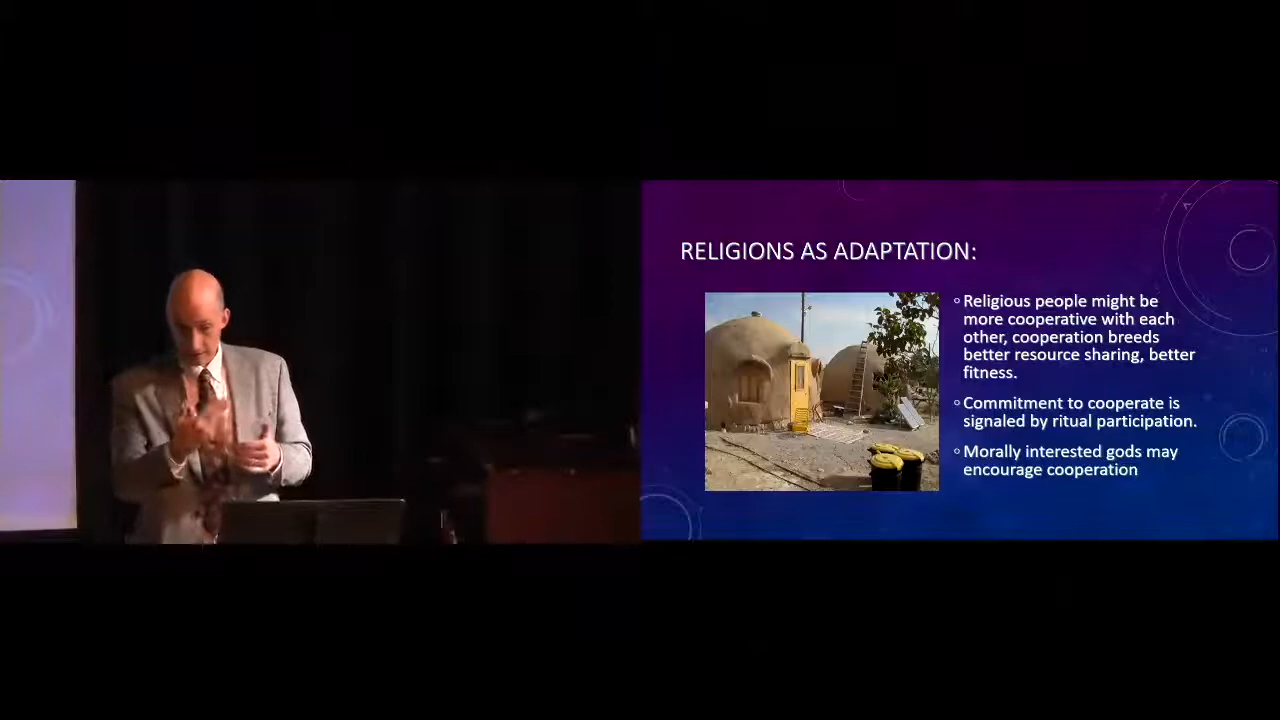 RELIGIONS AS ADAPTATION:
Religious people might be
more cooperative with each
other, cooperation breeds
better resource sharing, better
fitness.
Commitment to cooperate is
signaled by ritual participation.
Morally interested gods may
encourage cooperation